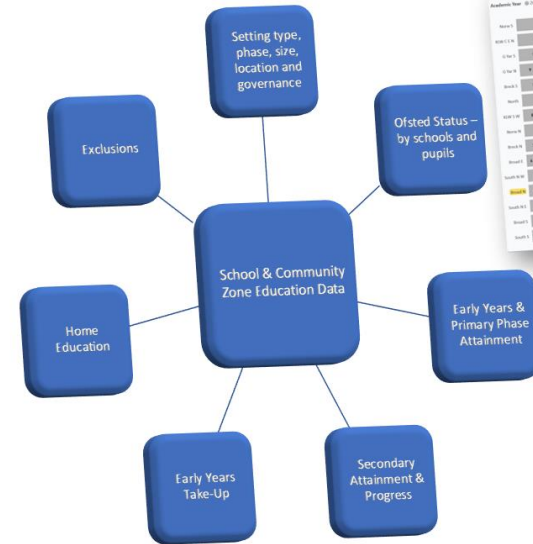 Setting type,
phase, size,
location and
governance
Academic Year
Exclusions
Ofsted Status –
by schools and
pupils
School & Community
Zone Education Data
Home
Education
Early Years &
Primary Phase
Attainment
Early Years
Take-Up
Secondary
Attainment &
Progress